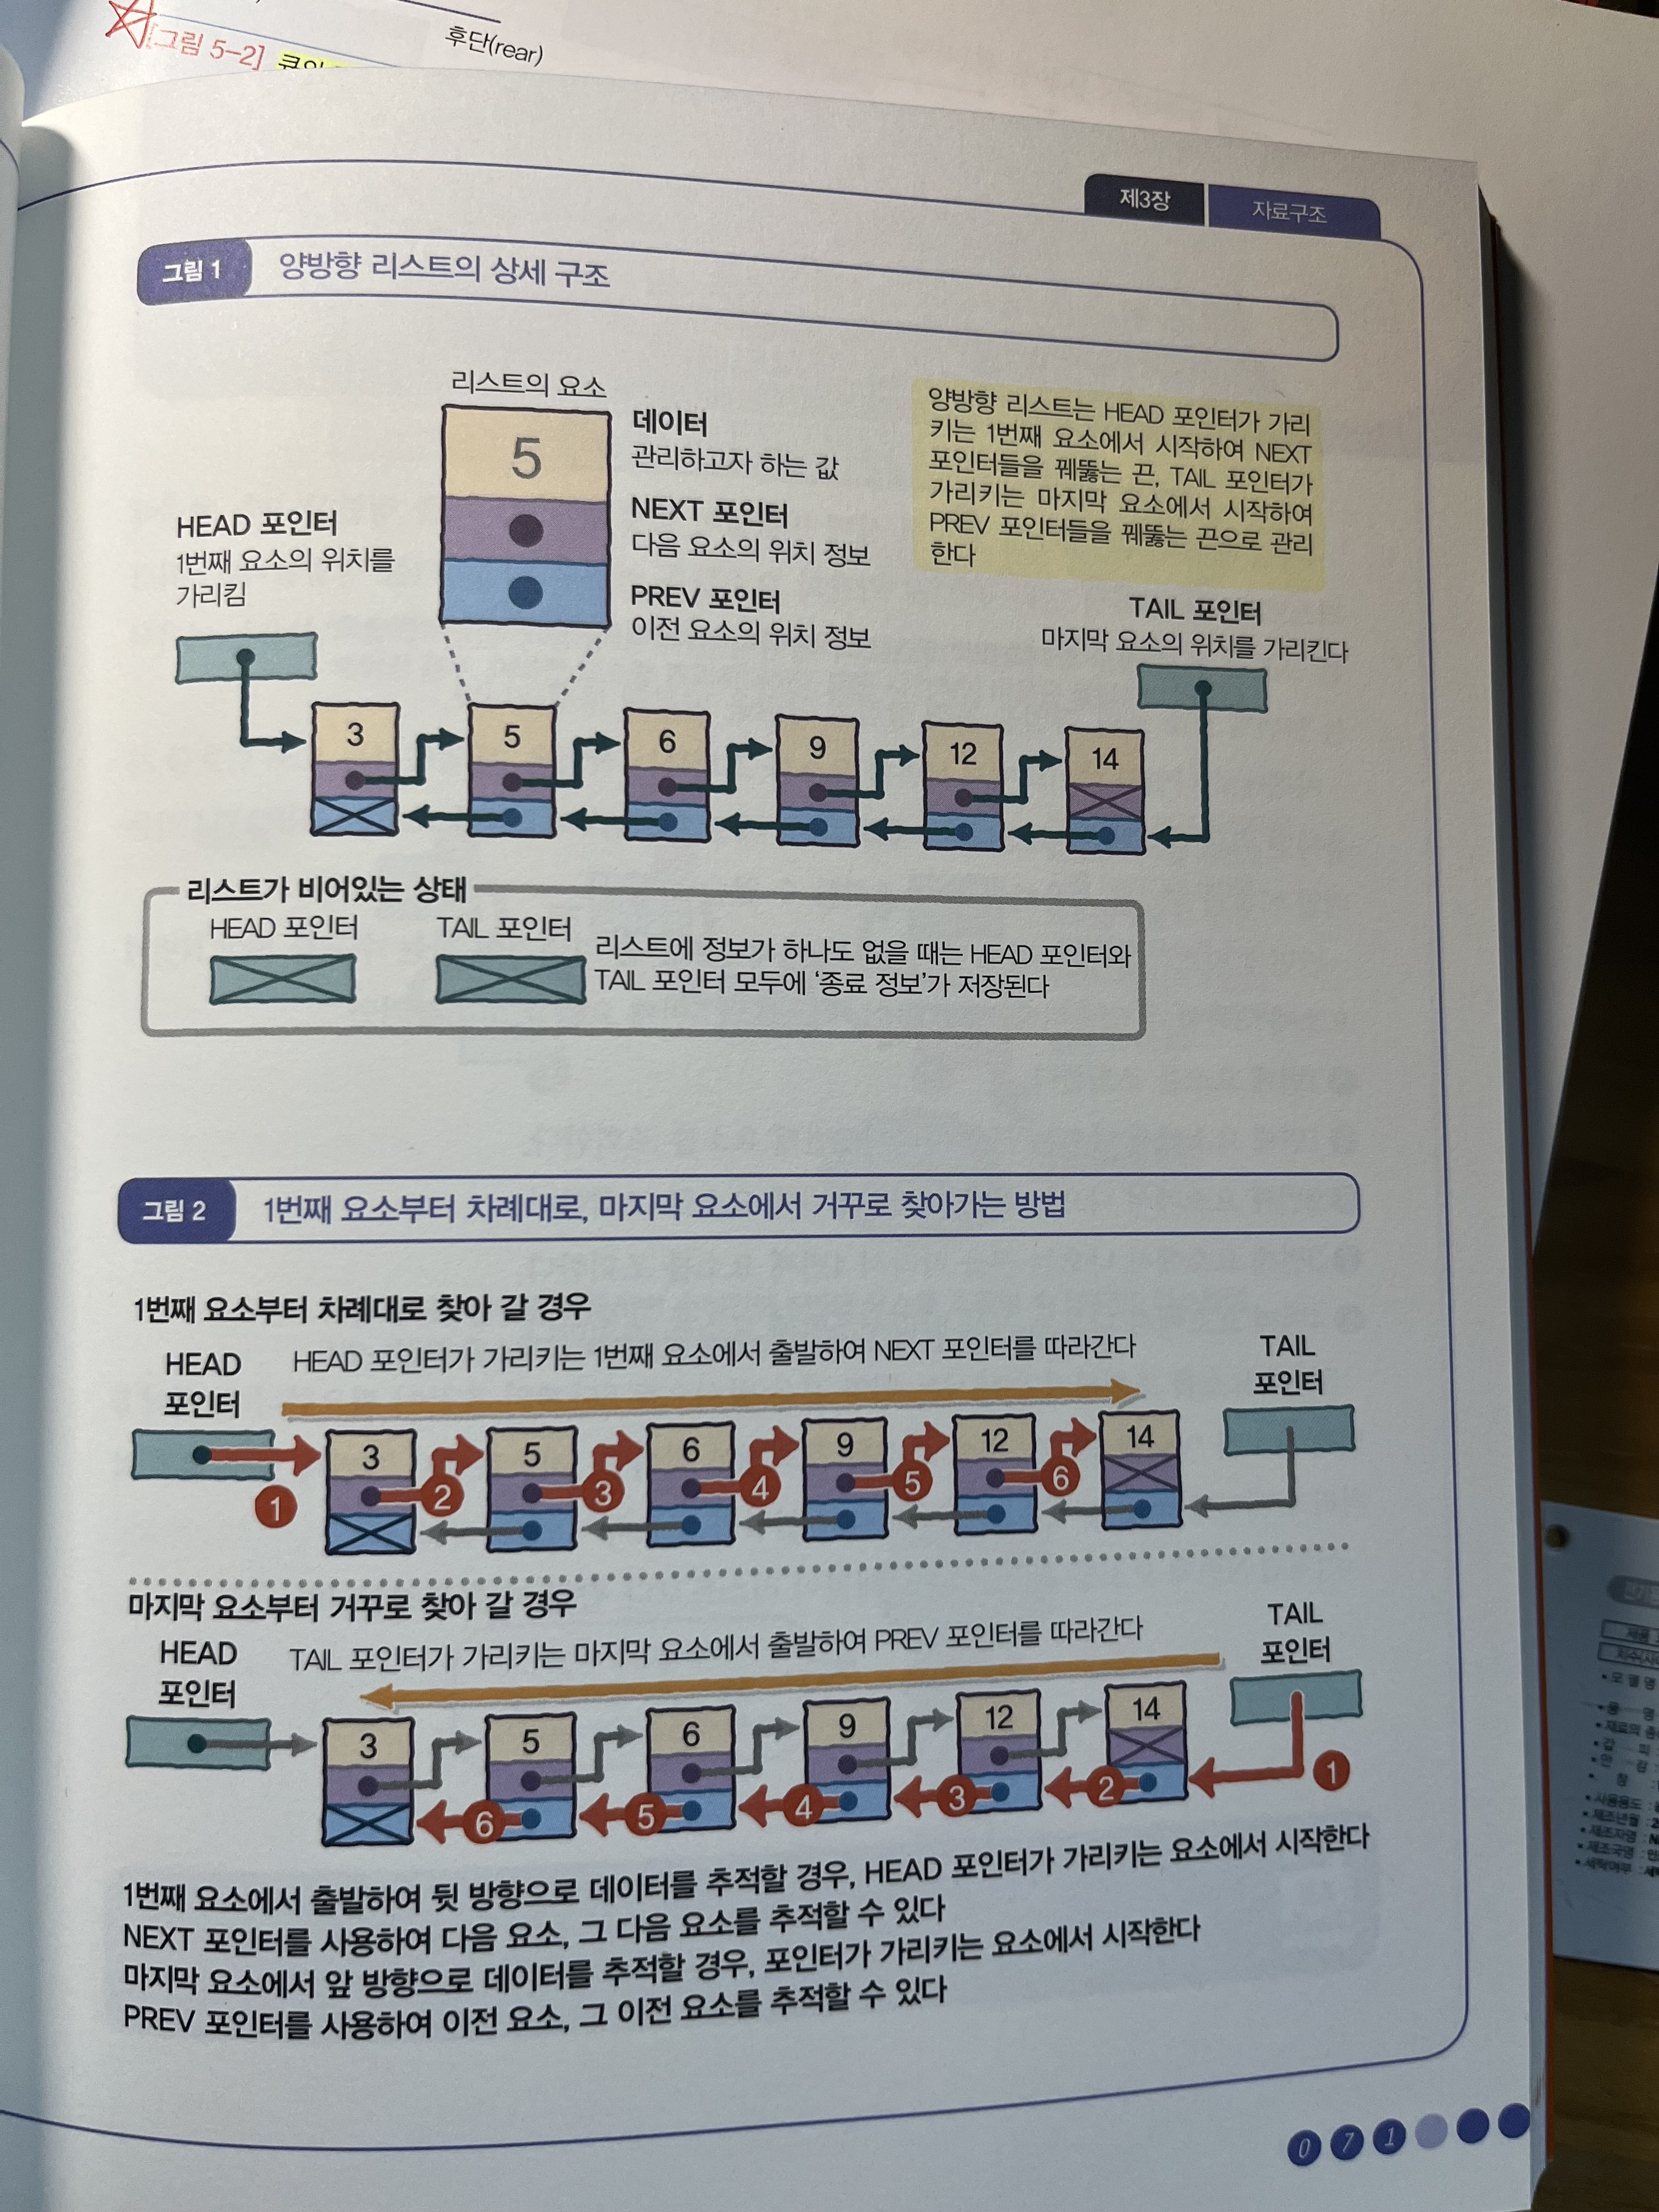 후단(rear)
[그림 5-2]
제3장
자료구조
그림 1
양방향 리스트의 상세 구조
리스트의 요소
5
데이터
관리하고자 하는 값
NEXT 포인터
다음 요소의 위치 정보
PREV 포인터
이전 요소의 위치 정보
양방향 리스트는 HEAD 포인터가 가리
키는 1번째 요소에서 시작하여 NEXT
포인터들을 꿰뚫는 끈, TAIL 포인터가
가리키는 마지막 요소에서 시작하여
PREV 포인터들을 꿰뚫는 끈으로 관리
한다
HEAD 포인터
1번째 요소의 위치를
가리킴
TAIL 포인터
마지막 요소의 위치를 가리킨다
3 5 6 9 12 14
리스트가 비어있는 상태
HEAD 포인터
TAIL 포인터
리스트에 정보가 하나도 없을 때는 HEAD 포인터와
TAIL 포인터 모두에 ‘종료 정보’가 저장된다
그림 2
1번째 요소부터 차례대로, 마지막 요소에서 거꾸로 찾아가는 방법
1번째 요소부터 차례대로 찾아 갈 경우
HEAD
포인터
HEAD 포인터가 가리키는 1번째 요소에서 출발하여 NEXT 포인터를 따라간다
TAIL
포인터
3 5 6 9 12 14
1 2 3 4 5 6
마지막 요소부터 거꾸로 찾아 갈 경우
HEAD
포인터
TAIL 포인터가 가리키는 마지막 요소에서 출발하여 PREV 포인터를 따라간다
TAIL
포인터
3 5 6 9 12 14
6 5 4 3 2 1
1번째 요소에서 출발하여 뒷 방향으로 데이터를 추적할 경우, HEAD 포인터가 가리키는 요소에서 시작한다
NEXT 포인터를 사용하여 다음 요소, 그 다음 요소를 추적할 수 있다
마지막 요소에서 앞 방향으로 데이터를 추적할 경우, 포인터가 가리키는 요소에서 시작한다
PREV 포인터를 사용하여 이전 요소, 그 이전 요소를 추적할 수 있다
071